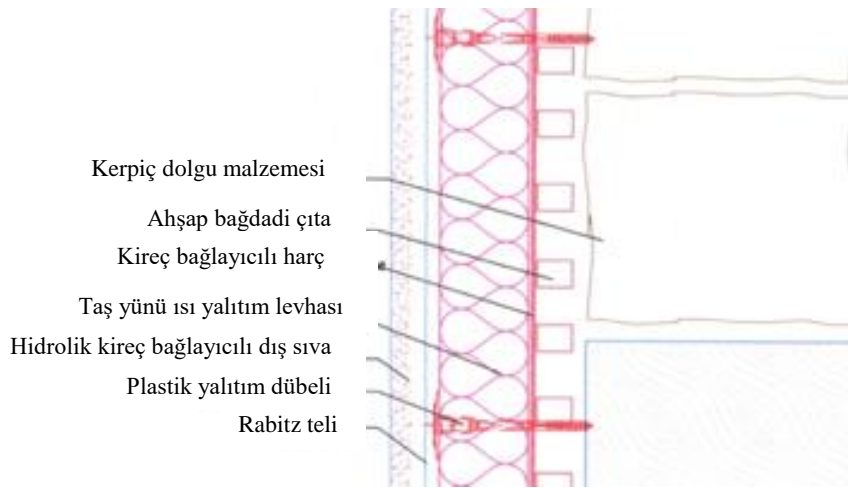 Kerpiç dolgu malzemesi
Ahşap bağdadi çıta
Kireç bağlayıcılı harç
Taş yünü ısı yalıtım levhası
Hidrolik kireç bağlayıcılı dış sıva
Plastik yalıtım dübeli
Rabitz teli